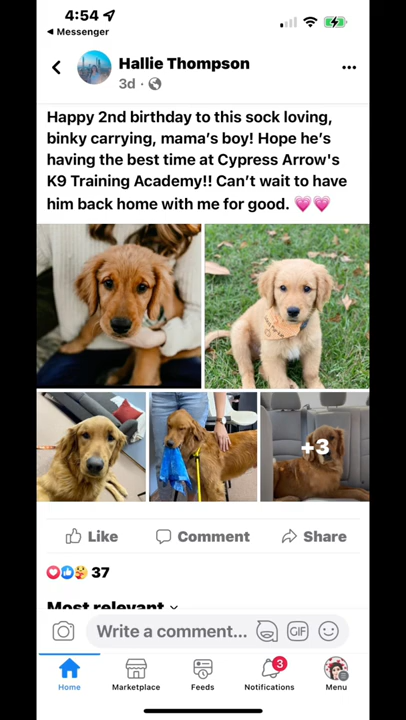 4:54
Messenger
Hallie Thompson
3d
Happy 2nd birthday to this sock loving,
binky carrying, mama's boy! Hope he's
having the best time at Cypress Arrow's
K9 Training Academy!! Can't wait to have
him back home with me for good. 💗💗
+3
Like
Comment
Share
37
Most relevant
Write a comment...
GIF
3
Home
Marketplace
Feeds
Notifications
Menu